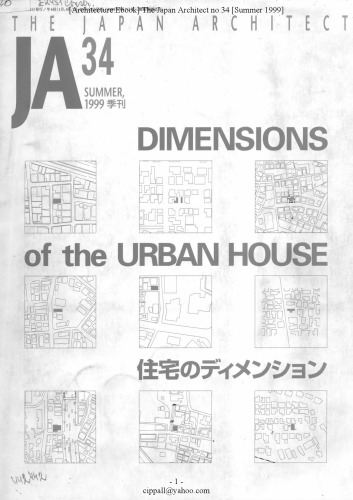 [Architecture Ebook] The Japan Architect no 34 [Summer 1999]
THE JAPAN ARCHITECT
JA 34
SUMMER,
1999 季刊
DIMENSIONS
of the URBAN HOUSE
住宅のディメンション
- 1 -
cippall@yahoo.com